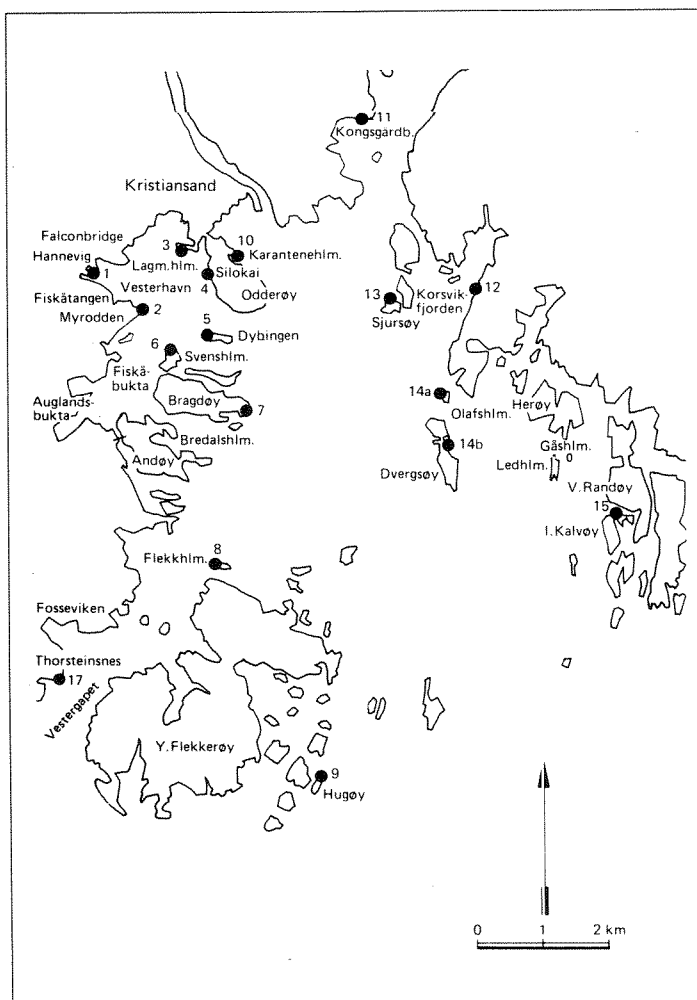 11
Kongsgårdb.
Kristiansand
Falconbridge
3
10
Hannevig
Lagm.hlm.
Karantenehlm.
1
Silokai
Vesterhavn
4
Odderøy
12
Fiskåtangen
2
13
Korsvik-
fjorden
Myrodden
Sjursøy
5
Dybingen
6
Svenshlm.
Fiskå-
bukta
14a
Herøy
Auglands-
bukta
Bragdøy
7
Olafshlm.
Bredalshlm.
14b
Gåshlm.
Andøy
Dvergsøy
Ledhlm.
V. Randøy
15
I. Kalvøy
8
Flekkhlm.
Fosseviken
Thorsteinsnes
17
Vestergapet
Y. Flekkerøy
9
Hugøy
0 1 2 km